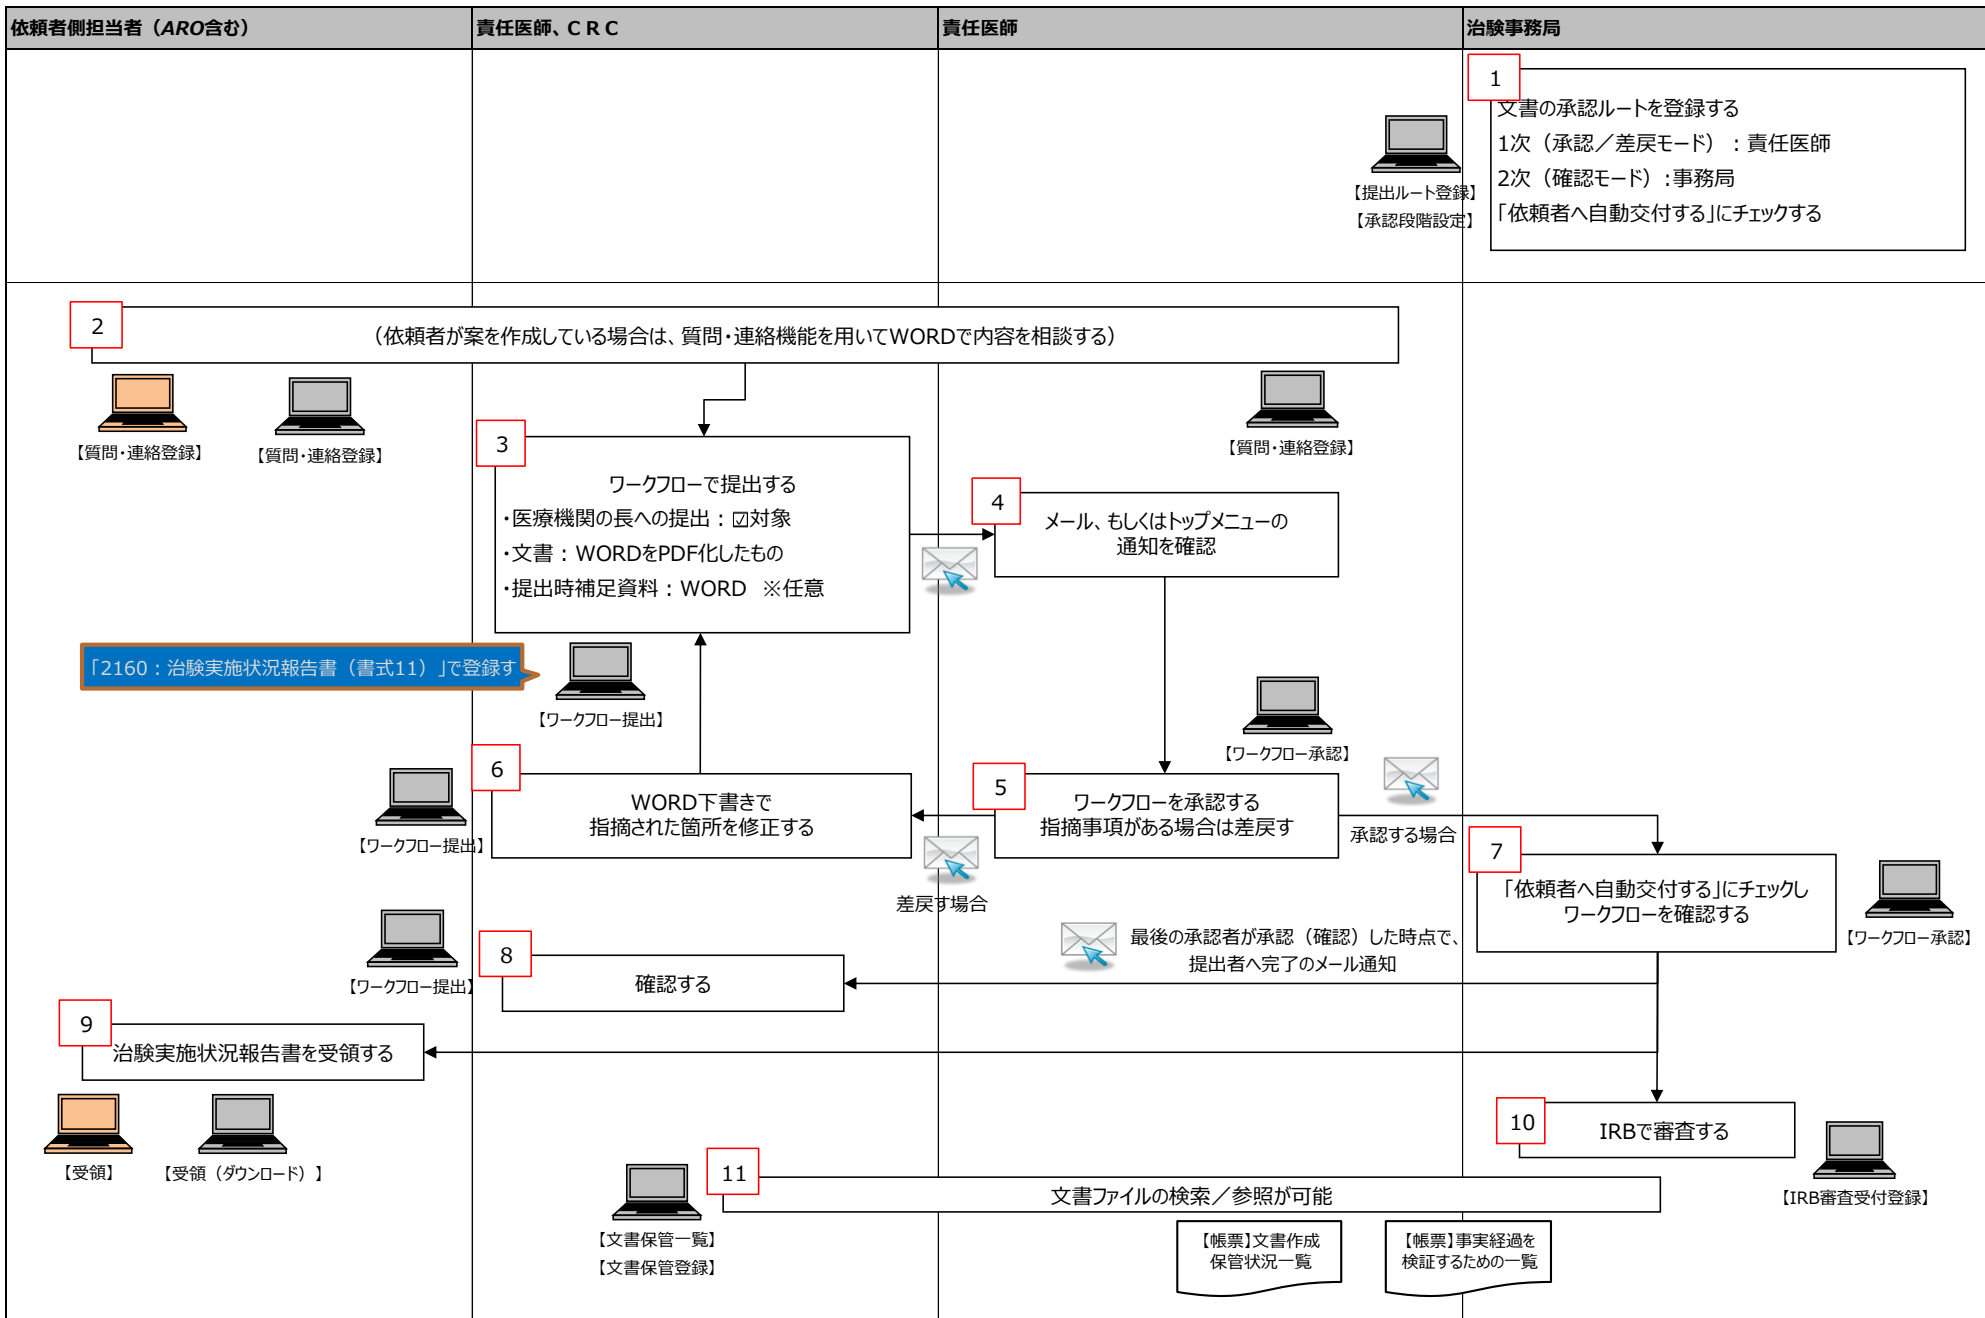 依頼者側担当者（ARO含む）
責任医師、ＣＲＣ
責任医師
治験事務局
1
文書の承認ルートを登録する
1次（承認／差戻モード）：責任医師
2次（確認モード）:事務局
「依頼者へ自動交付する」にチェックする
【提出ルート登録】
【承認段階設定】
2
（依頼者が案を作成している場合は、質問・連絡機能を用いてWORDで内容を相談する）
【質問・連絡登録】
【質問・連絡登録】
【質問・連絡登録】
3
ワークフローで提出する
・医療機関の長への提出：☑対象
・文書：WORDをPDF化したもの
・提出時補足資料：WORD　※任意
4
メール、もしくはトップメニューの
通知を確認
「2160：治験実施状況報告書（書式11）」で登録す
【ワークフロー提出】
【ワークフロー承認】
6
WORD下書きで
指摘された箇所を修正する
【ワークフロー提出】
5
ワークフローを承認する
指摘事項がある場合は差戻す
承認する場合
差戻す場合
7
「依頼者へ自動交付する」にチェックし
ワークフローを確認する
【ワークフロー承認】
8
確認する
【ワークフロー提出】
最後の承認者が承認（確認）した時点で、
提出者へ完了のメール通知
9
治験実施状況報告書を受領する
【受領】
【受領（ダウンロード）】
10
IRBで審査する
【IRB審査受付登録】
11
文書ファイルの検索／参照が可能
【文書保管一覧】
【文書保管登録】
【帳票】文書作成
保管状況一覧
【帳票】事実経過を
検証するための一覧